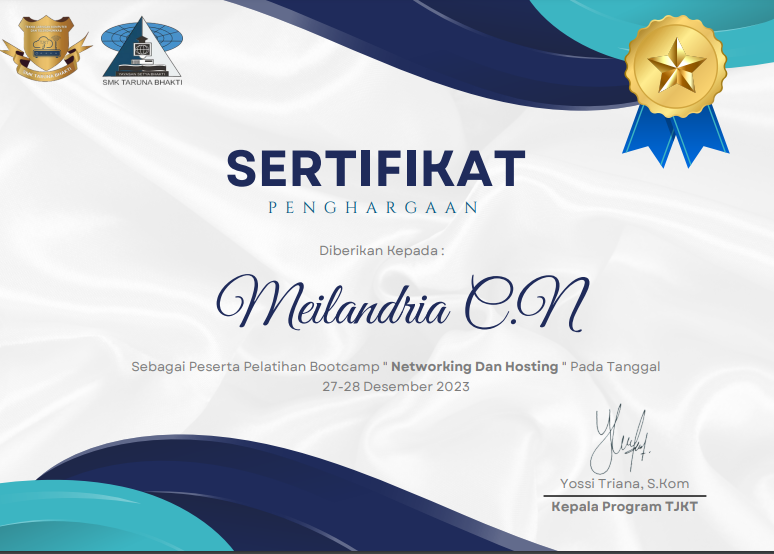 SMK TARUNA BHAKTI
YAYASAN SETYA BHAKTI
SMK TARUNA BHAKTI
SERTIFIKAT
PENGHARGAAN
Diberikan Kepada :
Meilandria C.N
Sebagai Peserta Pelatihan Bootcamp " Networking Dan Hosting " Pada Tanggal
27-28 Desember 2023
Yossi Triana, S.Kom
Kepala Program TJKT